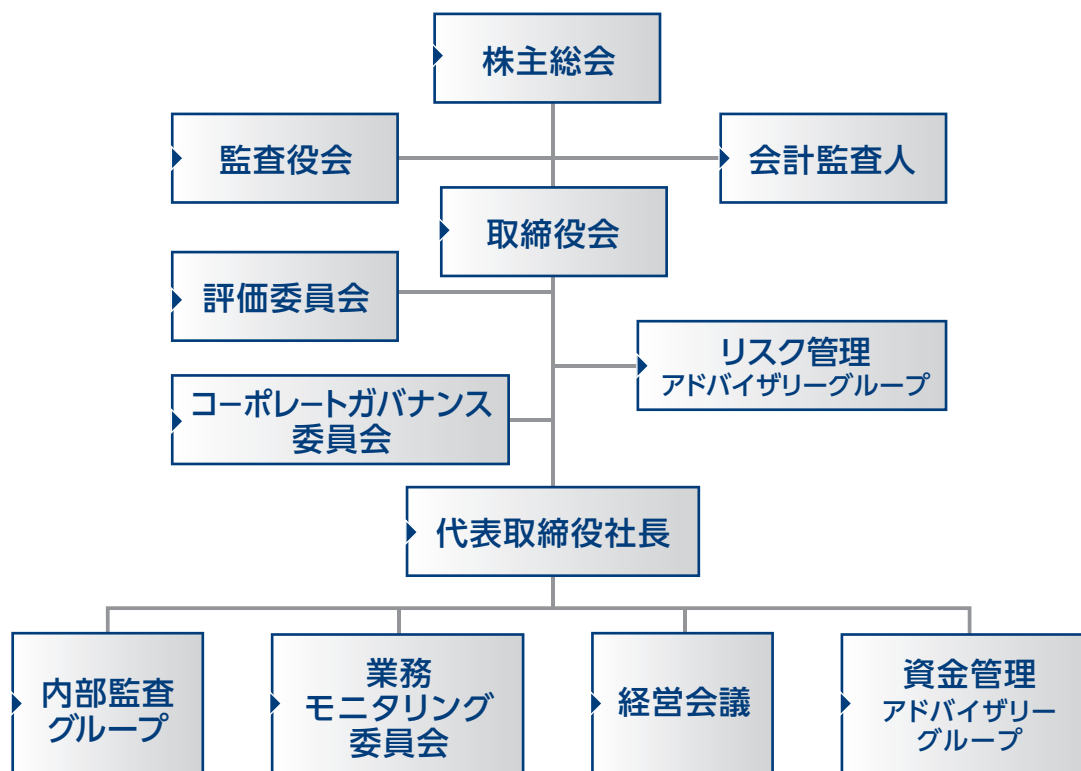 株主総会
監査役会
会計監査人
取締役会
評価委員会
リスク管理
アドバイザリーグループ
コーポレートガバナンス
委員会
代表取締役社長
内部監査
グループ
業務
モニタリング
委員会
経営会議
資金管理
アドバイザリー
グループ